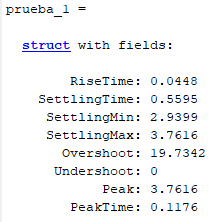 prueba_1 =
struct with fields:
RiseTime: 0.0448
SettlingTime: 0.5595
SettlingMin: 2.9399
SettlingMax: 3.7616
Overshoot: 19.7342
Undershoot: 0
Peak: 3.7616
PeakTime: 0.1176